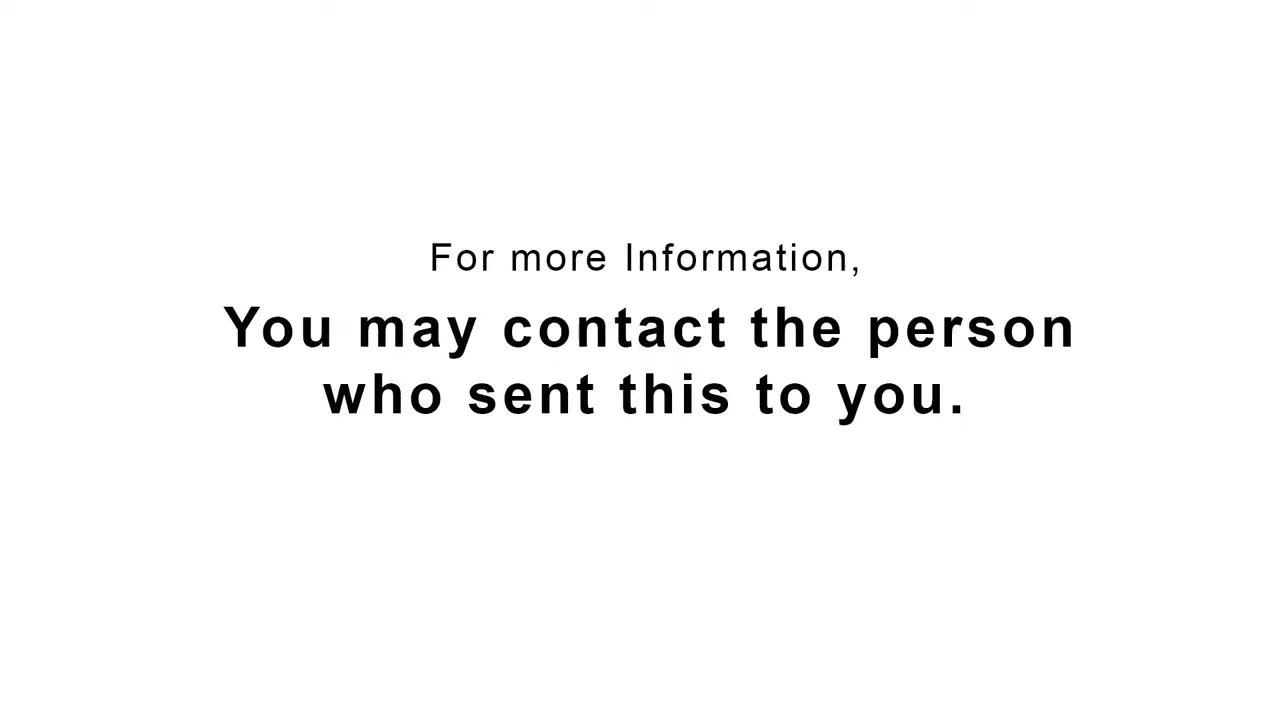 For more Information,
You may contact the person
who sent this to you.